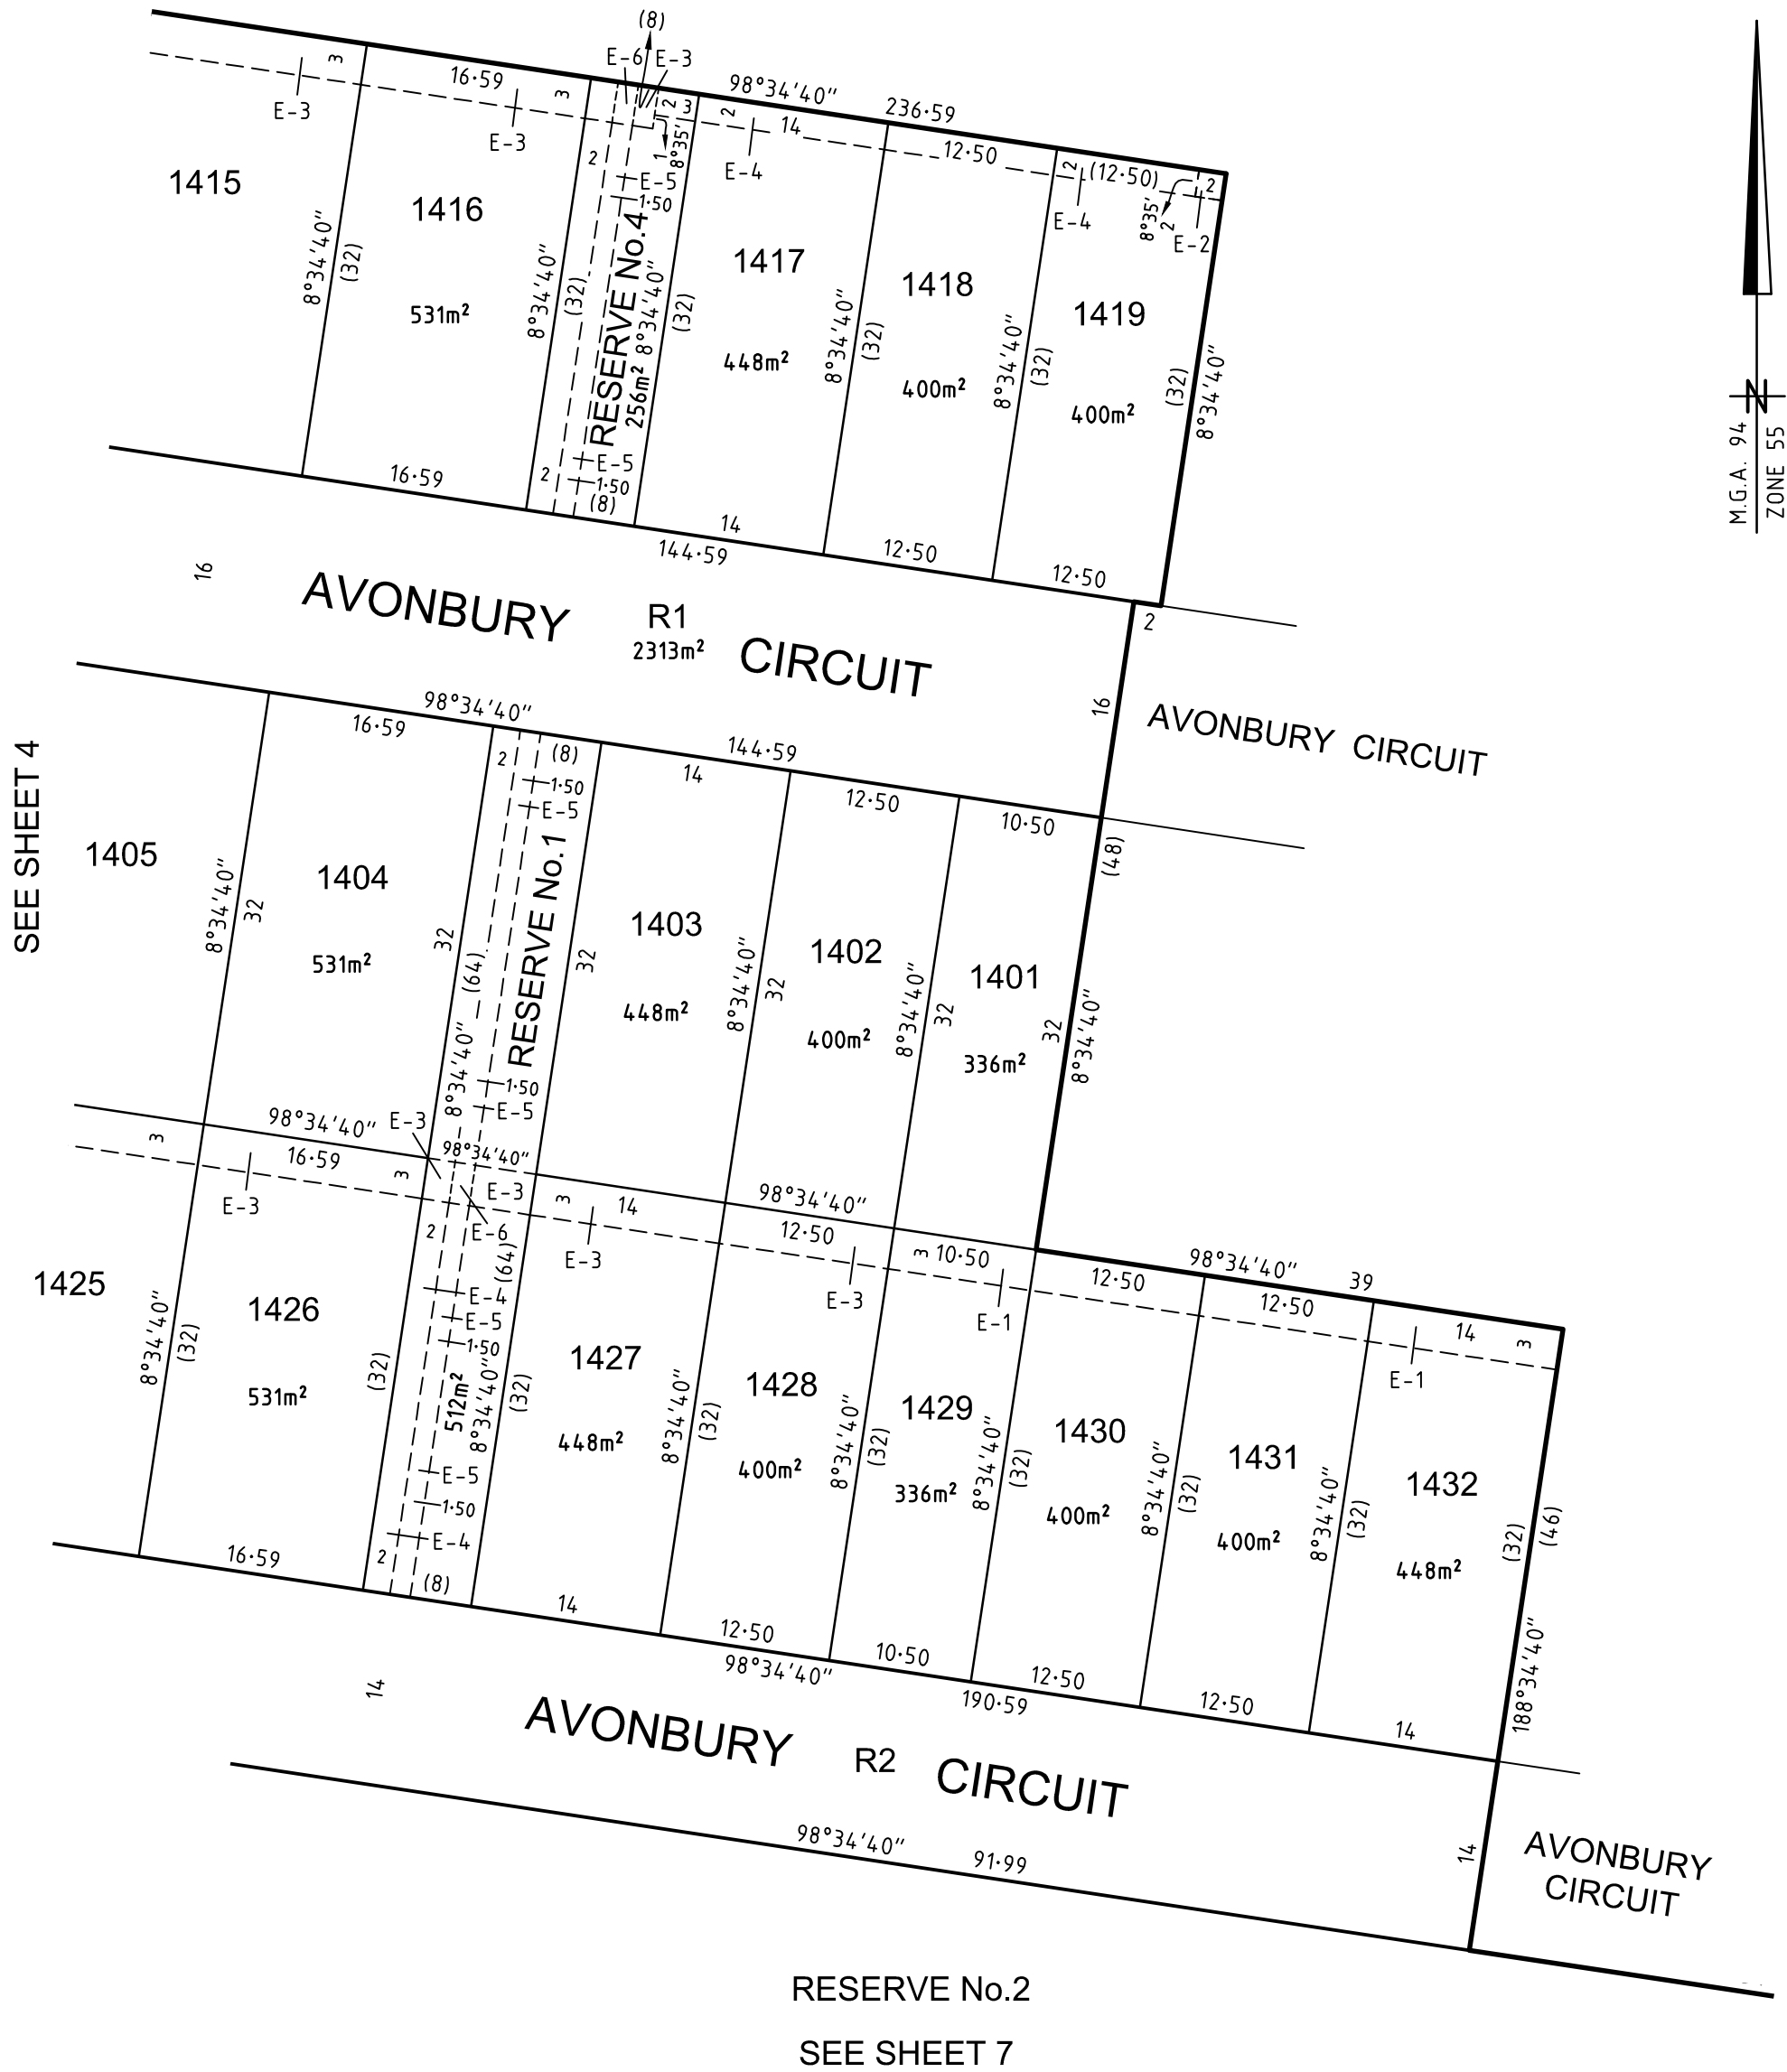 (8)
E-6
E-3
98°34'40"
236·59
3
16·59
3
2
3
2
14
12·50
2
(12·50)
2
E-3
E-3
E-4
E-4
E-2
1
8°35'
8°35'
2
2
E-5
1·50
1415
1416
1417
1418
1419
8°34'40"
(32)
531m²
8°34'40"
(32)
RESERVE No.4
256m²
8°34'40"
(32)
448m²
8°34'40"
(32)
400m²
8°34'40"
(32)
400m²
(32)
8°34'40"
M.G.A. 94
N
ZONE 55
16·59
2
E-5
1·50
(8)
14
144·59
12·50
12·50
16
AVONBURY
R1
2313m²
CIRCUIT
2
16
AVONBURY CIRCUIT
SEE SHEET 4
98°34'40"
16·59
2
(8)
1·50
E-5
144·59
14
12·50
10·50
(48)
1405
1404
1403
1402
1401
8°34'40"
32
531m²
32
8°34'40"
(64)
RESERVE No.1
32
448m²
8°34'40"
32
400m²
8°34'40"
32
336m²
32
8°34'40"
1·50
E-5
98°34'40"
E-3
98°34'40"
98°34'40"
3
16·59
3
E-3
3
14
12·50
3
10·50
98°34'40"
39
12·50
12·50
14
3
E-3
E-6
E-3
E-3
E-1
E-1
2
(64)
E-4
E-5
1·50
1425
1426
1427
1428
1429
1430
1431
1432
8°34'40"
(32)
531m²
(32)
512m²
8°34'40"
(32)
448m²
8°34'40"
(32)
400m²
8°34'40"
(32)
336m²
8°34'40"
(32)
400m²
8°34'40"
(32)
400m²
8°34'40"
(32)
448m²
(32)
(46)
188°34'40"
E-5
1·50
E-4
2
(8)
16·59
14
12·50
98°34'40"
10·50
190·59
12·50
12·50
14
14
AVONBURY
R2
CIRCUIT
98°34'40"
91·99
14
AVONBURY
CIRCUIT
RESERVE No.2
SEE SHEET 7